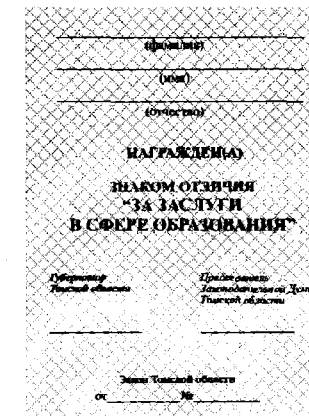 (фамилия)
(имя)
(отчество)
НАГРАЖДЕН(А)
ЗНАКОМ ОТЛИЧИЯ
"ЗА ЗАСЛУГИ
В СФЕРЕ ОБРАЗОВАНИЯ"
Губернатор
Томской области
Председатель
Законодательной Думы
Томской области
Закон Томской области
от №